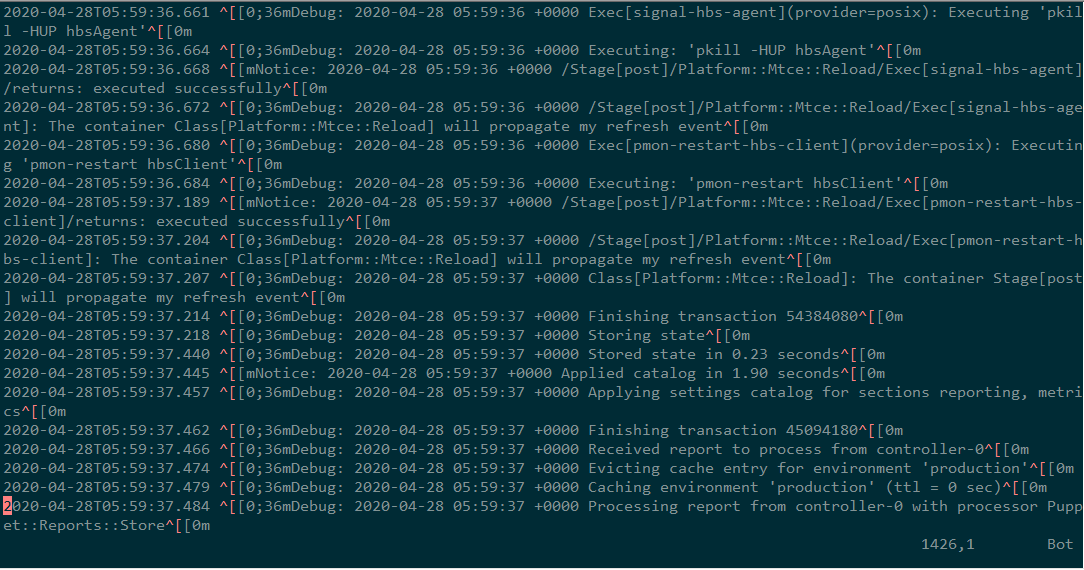 2020-04-28T05:59:36.661 ^[[0;36mDebug: 2020-04-28 05:59:36 +0000 Exec[signal-hbs-agent](provider=posix): Executing 'pkil
l -HUP hbsAgent'^[[0m
2020-04-28T05:59:36.664 ^[[0;36mDebug: 2020-04-28 05:59:36 +0000 Executing: 'pkill -HUP hbsAgent'^[[0m
2020-04-28T05:59:36.668 ^[[mNotice: 2020-04-28 05:59:36 +0000 /Stage[post]/Platform::Mtce::Reload/Exec[signal-hbs-agent]
/returns: executed successfully^[[0m
2020-04-28T05:59:36.672 ^[[0;36mDebug: 2020-04-28 05:59:36 +0000 /Stage[post]/Platform::Mtce::Reload/Exec[signal-hbs-age
nt]: The container Class[Platform::Mtce::Reload] will propagate my refresh event^[[0m
2020-04-28T05:59:36.680 ^[[0;36mDebug: 2020-04-28 05:59:36 +0000 Exec[pmon-restart-hbs-client](provider=posix): Executin
g 'pmon-restart hbsClient'^[[0m
2020-04-28T05:59:36.684 ^[[0;36mDebug: 2020-04-28 05:59:36 +0000 Executing: 'pmon-restart hbsClient'^[[0m
2020-04-28T05:59:37.189 ^[[mNotice: 2020-04-28 05:59:37 +0000 /Stage[post]/Platform::Mtce::Reload/Exec[pmon-restart-hbs-
client]/returns: executed successfully^[[0m
2020-04-28T05:59:37.204 ^[[0;36mDebug: 2020-04-28 05:59:37 +0000 /Stage[post]/Platform::Mtce::Reload/Exec[pmon-restart-h
bs-client]: The container Class[Platform::Mtce::Reload] will propagate my refresh event^[[0m
2020-04-28T05:59:37.207 ^[[0;36mDebug: 2020-04-28 05:59:37 +0000 Class[Platform::Mtce::Reload]: The container Stage[post
] will propagate my refresh event^[[0m
2020-04-28T05:59:37.214 ^[[0;36mDebug: 2020-04-28 05:59:37 +0000 Finishing transaction 54384080^[[0m
2020-04-28T05:59:37.218 ^[[0;36mDebug: 2020-04-28 05:59:37 +0000 Storing state^[[0m
2020-04-28T05:59:37.440 ^[[0;36mDebug: 2020-04-28 05:59:37 +0000 Stored state in 0.23 seconds^[[0m
2020-04-28T05:59:37.445 ^[[mNotice: 2020-04-28 05:59:37 +0000 Applied catalog in 1.90 seconds^[[0m
2020-04-28T05:59:37.457 ^[[0;36mDebug: 2020-04-28 05:59:37 +0000 Applying settings catalog for sections reporting, metri
cs^[[0m
2020-04-28T05:59:37.462 ^[[0;36mDebug: 2020-04-28 05:59:37 +0000 Finishing transaction 45094180^[[0m
2020-04-28T05:59:37.466 ^[[0;36mDebug: 2020-04-28 05:59:37 +0000 Received report to process from controller-0^[[0m
2020-04-28T05:59:37.474 ^[[0;36mDebug: 2020-04-28 05:59:37 +0000 Evicting cache entry for environment 'production'^[[0m
2020-04-28T05:59:37.479 ^[[0;36mDebug: 2020-04-28 05:59:37 +0000 Caching environment 'production' (ttl = 0 sec)^[[0m
2020-04-28T05:59:37.484 ^[[0;36mDebug: 2020-04-28 05:59:37 +0000 Processing report from controller-0 with processor Pupp
et::Reports::Store^[[0m
1426,1 Bot